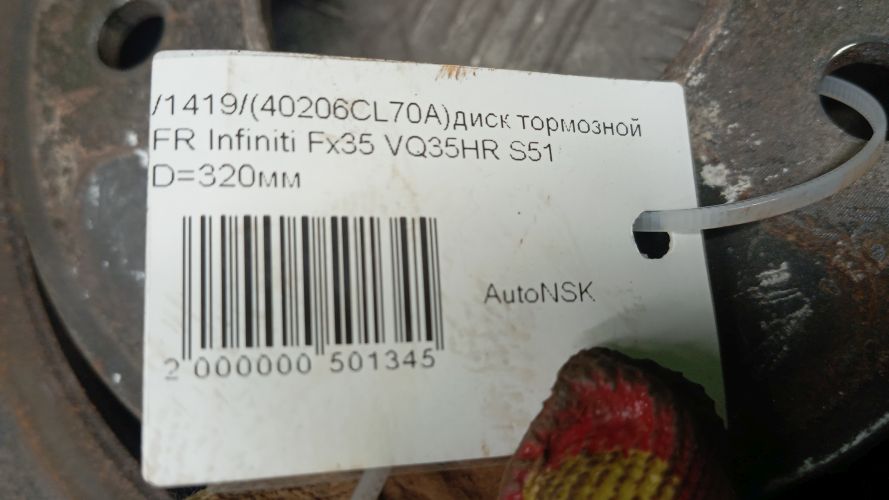 /1419/(40206CL70A)диск тормозной
FR Infiniti Fx35 VQ35HR S51
D=320мм
AutoNSK
2 000000 501345